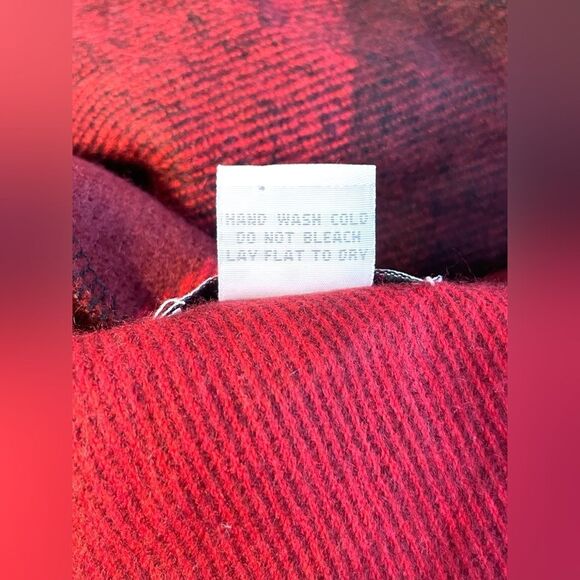 HAND WASH COLD
DO NOT BLEACH
LAY FLAT TO DRY